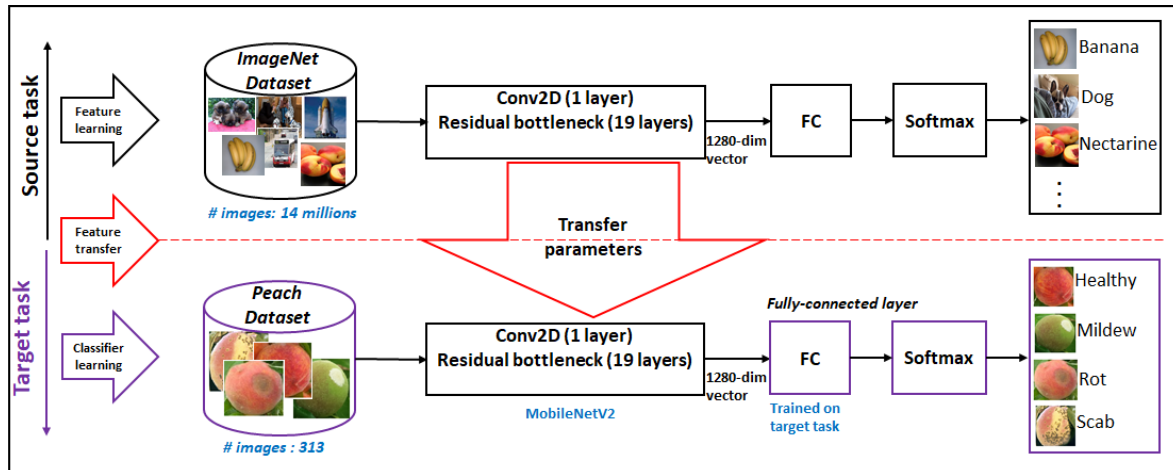 Source task
Feature
learning
ImageNet
Dataset
# images: 14 millions
Conv2D (1 layer)
Residual bottleneck (19 layers)
1280-dim
vector
FC
Softmax
Banana
Dog
Nectarine
⋮
Feature
transfer
Transfer
parameters
Target task
Classifier
learning
Peach
Dataset
# images : 313
Conv2D (1 layer)
Residual bottleneck (19 layers)
MobileNetV2
1280-dim
vector
Fully-connected layer
FC
Trained on
target task
Softmax
Healthy
Mildew
Rot
Scab